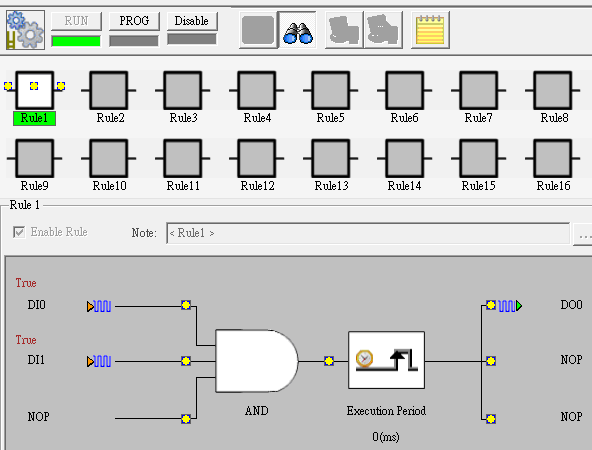 RUN PROG Disable
Rule1 Rule2 Rule3 Rule4 Rule5 Rule6 Rule7 Rule8
Rule9 Rule10 Rule11 Rule12 Rule13 Rule14 Rule15 Rule16
Rule 1
Enable Rule Note: < Rule1 > ...
True
DI0 DO0
True
DI1 NOP
NOP NOP
AND Execution Period
0(ms)